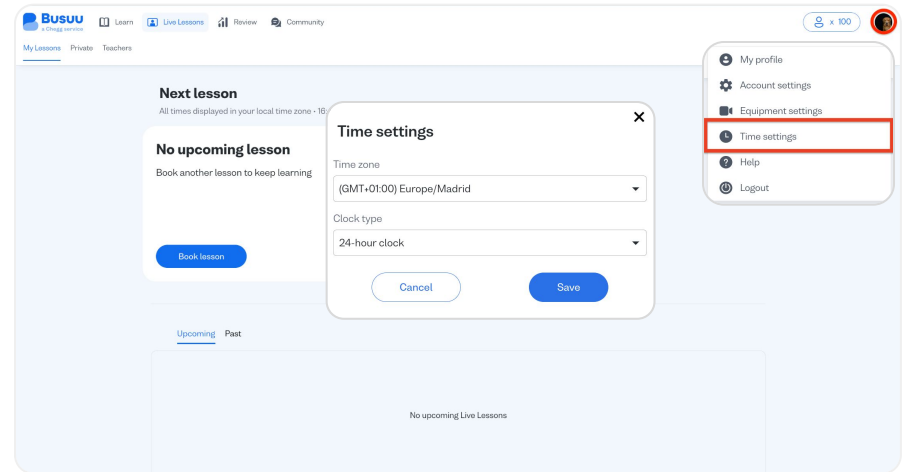 Busuu
a Chegg service
Learn
Live Lessons
Review
Community
x 100
My Lessons Private Teachers
My profile
Account settings
Equipment settings
Time settings
Help
Logout
Next lesson
All times displayed in your local time zone • 16:
No upcoming lesson
Book another lesson to keep learning
Book lesson
Time settings
Time zone
(GMT+01:00) Europe/Madrid
Clock type
24-hour clock
Cancel
Save
Upcoming Past
No upcoming Live Lessons